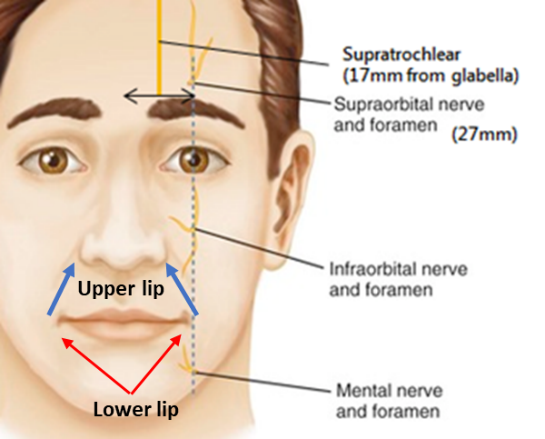 Supratrochlear
(17mm from glabella)
Supraorbital nerve
and foramen (27mm)
Infraorbital nerve
and foramen
Upper lip
Mental nerve
and foramen
Lower lip